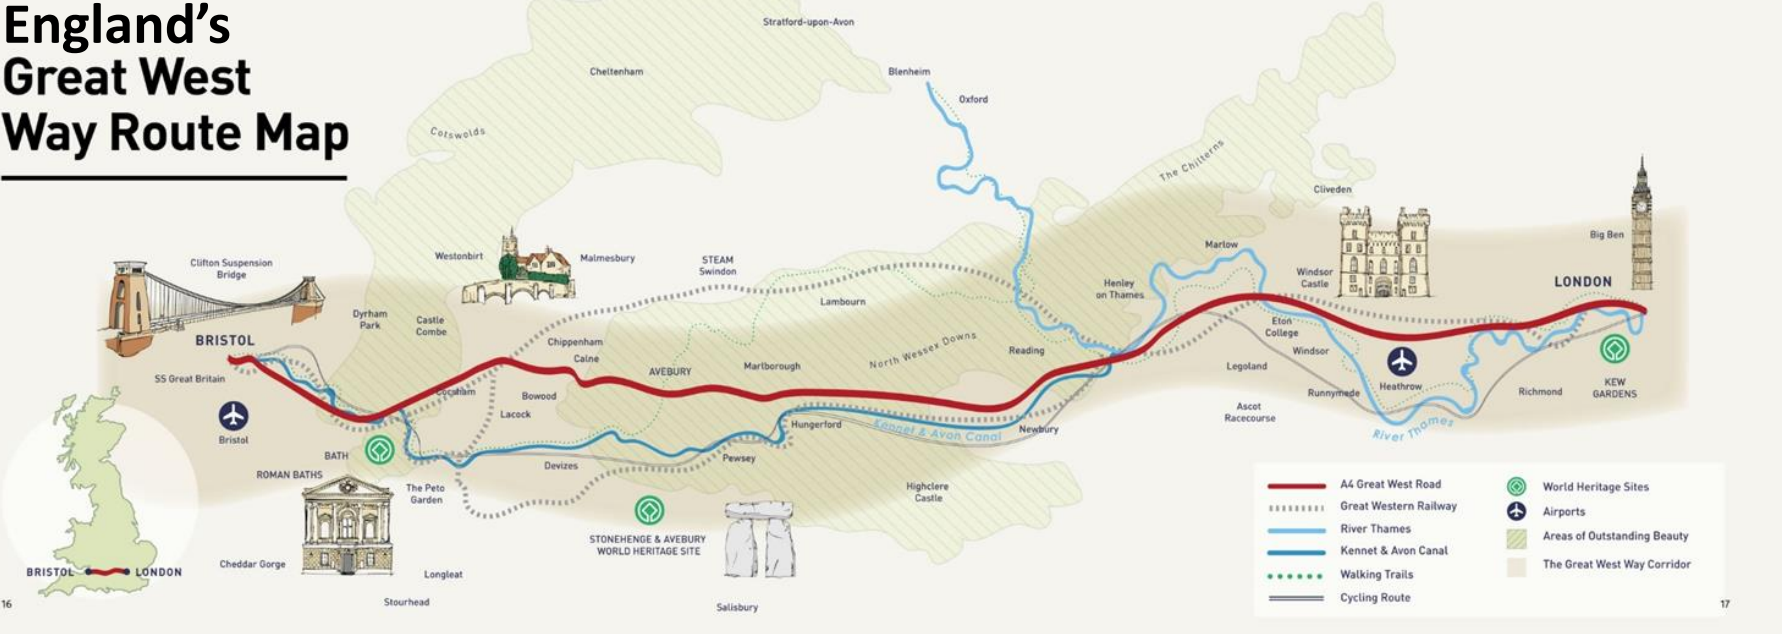 England's
Great West
Way Route Map
Stratford-upon-Avon
Cheltenham
Blenheim
Oxford
Cotswolds
The Chilterns
Cliveden
Clifton Suspension
Bridge
Westonbirt
Malmesbury
STEAM
Swindon
Marlow
Big Ben
Windsor
Castle
LONDON
Henley
on Thames
Lambourn
Dyrham
Park
Castle
Combe
BRISTOL
Chippenham
Calne
North Wessex Downs
Reading
Eton
College
Windsor
AVEBURY
Marlborough
Legoland
SS Great Britain
Corsham
Bowood
Lacock
Runnymede
Heathrow
Richmond
KEW
GARDENS
Ascot
Racecourse
Bristol
Hungerford
Kennet & Avon Canal
Newbury
River Thames
BATH
ROMAN BATHS
Devizes
Pewsey
The Peto
Garden
Highclere
Castle
STONEHENGE & AVEBURY
WORLD HERITAGE SITE
Cheddar Gorge
Longleat
Stourhead
Salisbury
BRISTOL
LONDON
A4 Great West Road
Great Western Railway
River Thames
Kennet & Avon Canal
Walking Trails
Cycling Route
World Heritage Sites
Airports
Areas of Outstanding Beauty
The Great West Way Corridor
16
17